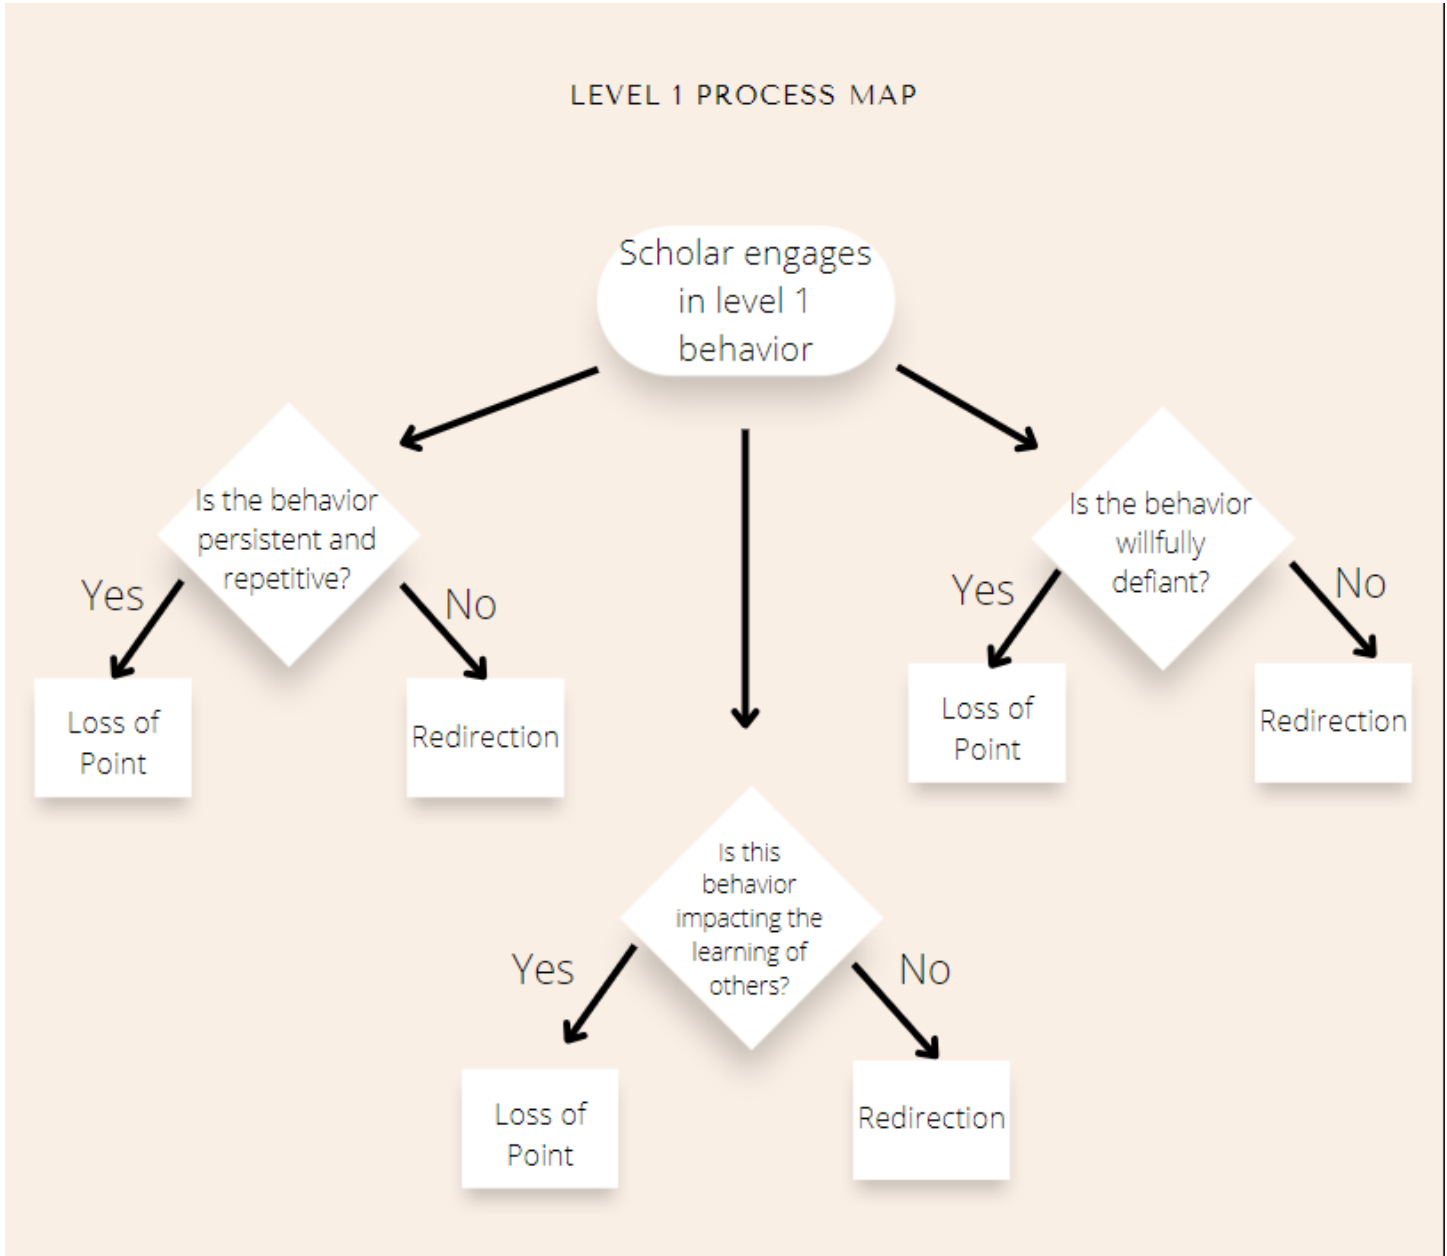 LEVEL 1 PROCESS MAP
Scholar engages
in level 1
behavior
Is the behavior
persistent and
repetitive?
Yes
No
Loss of
Point
Redirection
Is the behavior
willfully
defiant?
Yes
No
Loss of
Point
Redirection
Is this
behavior
impacting the
learning of
others?
Yes
No
Loss of
Point
Redirection